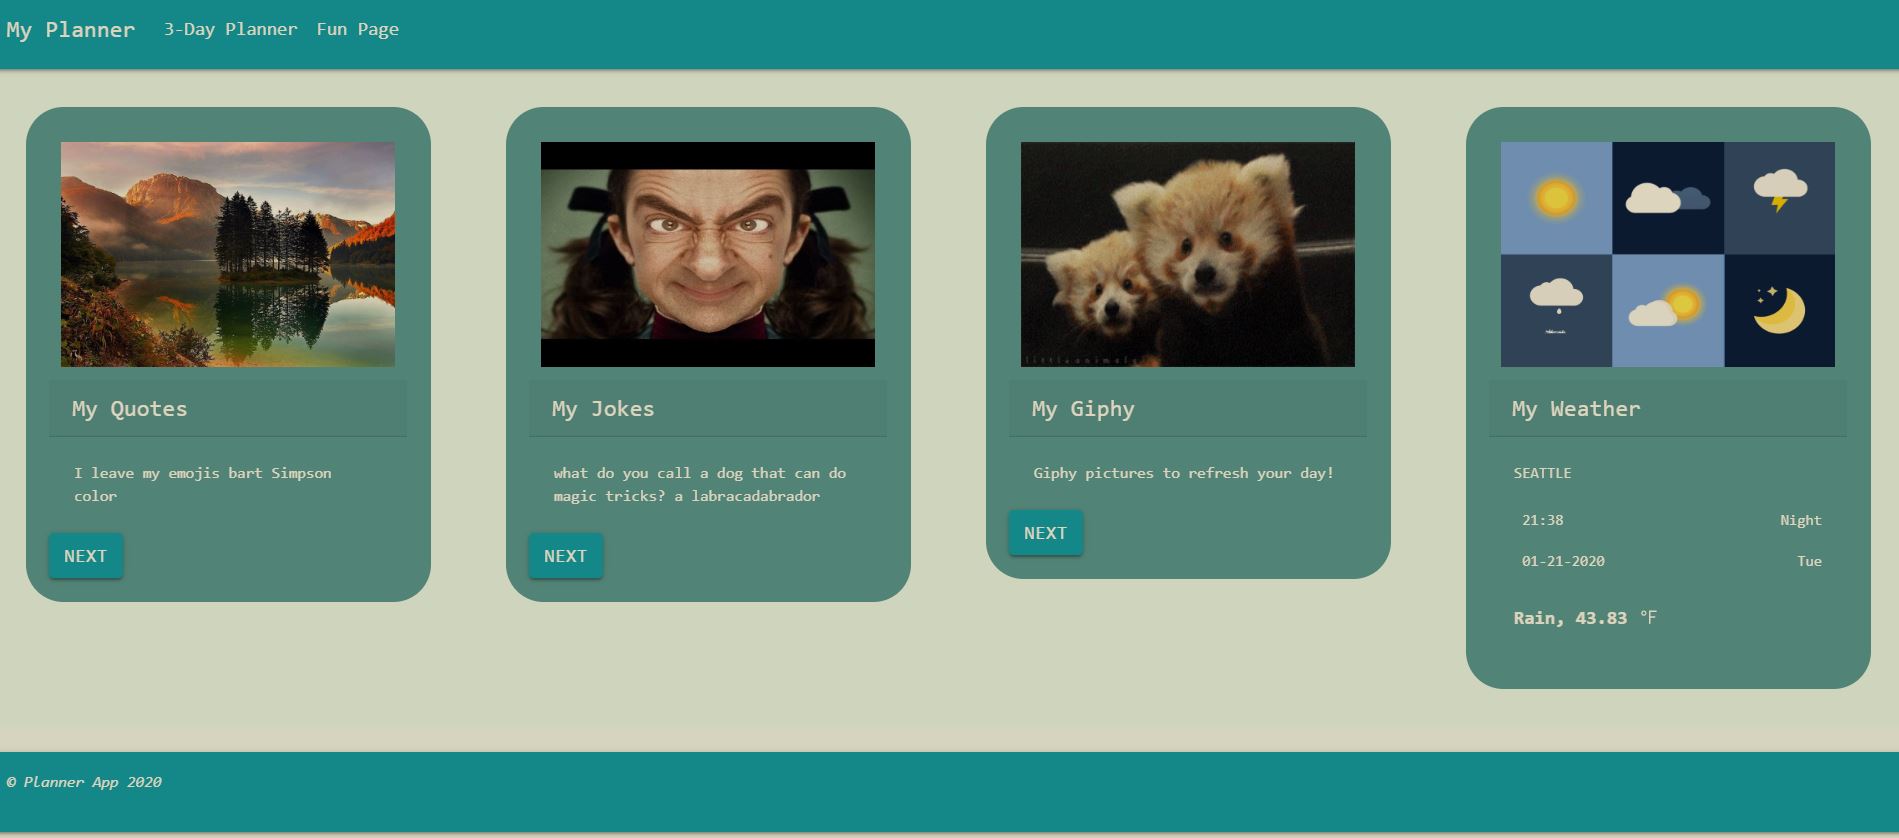 My Planner 3-Day Planner Fun Page
littleanimalgifs
My Quotes
I leave my emojis bart Simpson
color
NEXT
My Jokes
what do you call a dog that can do
magic tricks? a labracadabrador
NEXT
My Giphy
Giphy pictures to refresh your day!
NEXT
My Weather
SEATTLE
21:38 Night
01-21-2020 Tue
Rain, 43.83 °F
© Planner App 2020